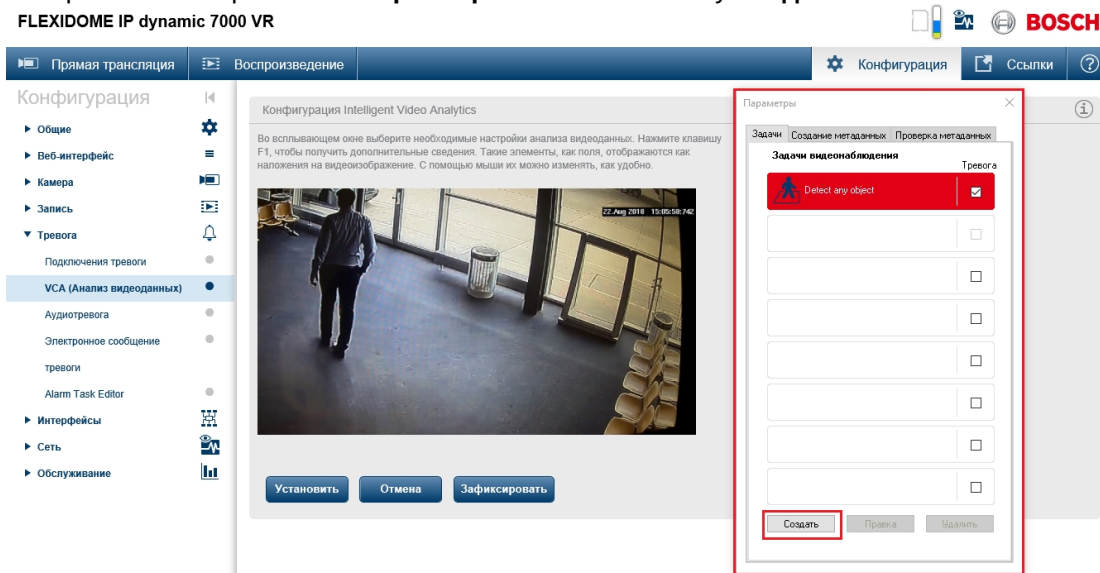 FLEXIDOME IP dynamic 7000 VR
BOSCH
Прямая трансляция
Воспроизведение
Конфигурация
Ссылки
Конфигурация
Общие
Веб-интерфейс
Камера
Запись
Тревога
Подключения тревоги
VCA (Анализ видеоданных)
Аудиотревога
Электронное сообщение
тревоги
Alarm Task Editor
Интерфейсы
Сеть
Обслуживание
Конфигурация Intelligent Video Analytics
Во всплывающем окне выберите необходимые настройки анализа видеоданных. Нажмите клавишу
F1, чтобы получить дополнительные сведения. Такие элементы, как поля, отображаются как
наложения на видеоизображение. С помощью мыши их можно изменять, как удобно.
22.Aug 2018 15:05:50:742
Установить
Отмена
Зафиксировать
Параметры
Задачи
Создание метаданных
Проверка метаданных
Задачи видеонаблюдения
Тревога
Detect any object
Создать
Правка
Удалить